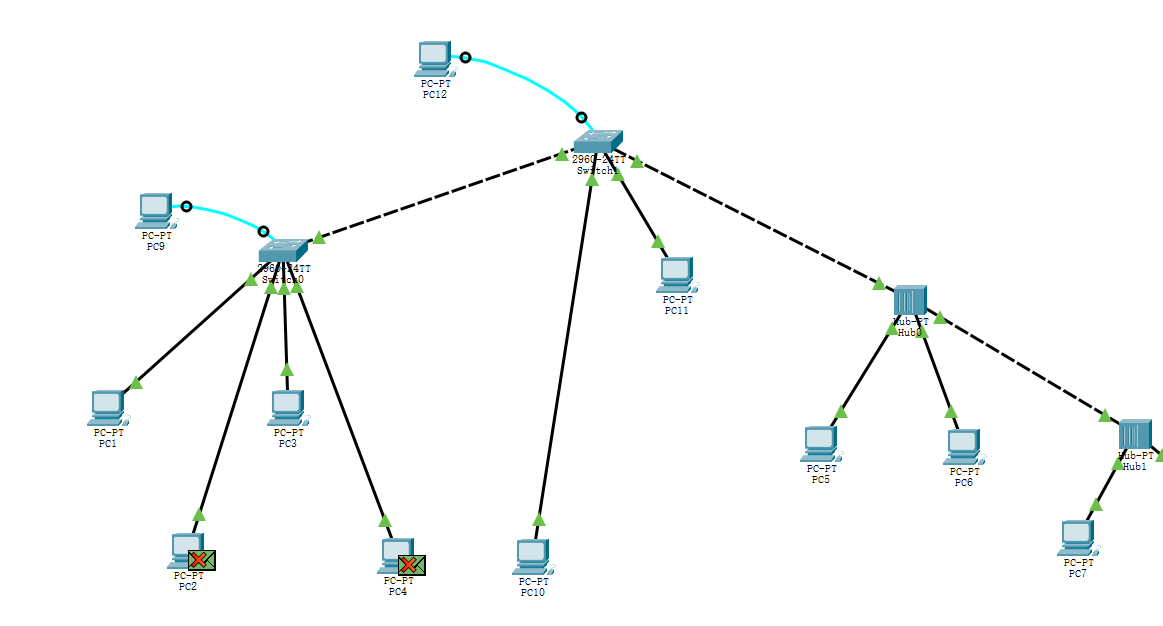 PC-PT
PC12
2960-24TT
Switch1
PC-PT
PC9
2960-24TT
Switch0
PC-PT
PC11
Hub-PT
Hub0
PC-PT
PC1
PC-PT
PC3
PC-PT
PC5
PC-PT
PC6
Hub-PT
Hub1
PC-PT
PC2
PC-PT
PC4
PC-PT
PC10
PC-PT
PC7